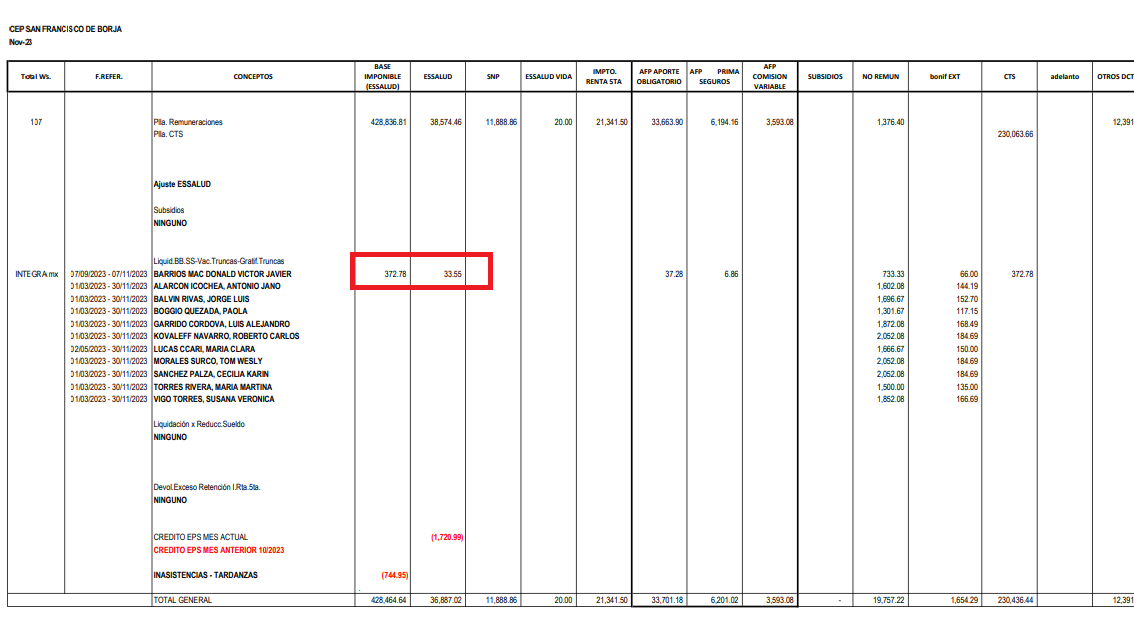 CEP SAN FRANCISCO DE BORJA
Nov-23
Total Ws. F.REFER. CONCEPTOS BASE IMPONIBLE (ESSALUD) ESSALUD SNP ESSALUD VIDA IMPTO. RENTA 5TA AFP APORTE OBLIGATORIO AFP PRIMA SEGUROS AFP COMISION VARIABLE SUBSIDIOS NO REMUN bonif EXT CTS adelanto OTROS DCT
107 Plla. Remuneraciones 428,836.81 38,574.46 11,888.86 20.00 21,341.50 33,663.90 6,194.16 3,593.08 1,376.40 12,391
Plla. CTS 230,063.66
Ajuste ESSALUD
Subsidios
NINGUNO
Liquid.BB.SS-Vac.Truncas-Gratif.Truncas
INTEGRA mx 07/09/2023 - 07/11/2023 BARRIOS MAC DONALD VICTOR JAVIER 372.78 33.55 37.28 6.86 733.33 66.00 372.78
01/03/2023 - 30/11/2023 ALARCON ICOCHEA, ANTONIO JANO 1,602.08 144.19
01/03/2023 - 30/11/2023 BALVIN RIVAS, JORGE LUIS 1,696.67 152.70
01/03/2023 - 30/11/2023 BOGGIO QUEZADA, PAOLA 1,301.67 117.15
01/03/2023 - 30/11/2023 GARRIDO CORDOVA, LUIS ALEJANDRO 1,872.08 168.49
01/03/2023 - 30/11/2023 KOVALEFF NAVARRO, ROBERTO CARLOS 2,052.08 184.69
02/05/2023 - 30/11/2023 LUCAS CCARI, MARIA CLARA 1,666.67 150.00
01/03/2023 - 30/11/2023 MORALES SURCO, TOM WESLY 2,052.08 184.69
01/03/2023 - 30/11/2023 SANCHEZ PALZA, CECILIA KARIN 2,052.08 184.69
01/03/2023 - 30/11/2023 TORRES RIVERA, MARIA MARTINA 1,500.00 135.00
01/03/2023 - 30/11/2023 VIGO TORRES, SUSANA VERONICA 1,852.08 166.69
Liquidación x Reducc.Sueldo
NINGUNO
Devol.Exceso Retención I.Rta.5ta.
NINGUNO
CREDITO EPS MES ACTUAL (1,720.99)
CREDITO EPS MES ANTERIOR 10/2023
INASISTENCIAS - TARDANZAS (744.95)
TOTAL GENERAL 428,464.64 36,887.02 11,888.86 20.00 21,341.50 33,701.18 6,201.02 3,593.08 - 19,757.22 1,654.29 230,436.44 12,391